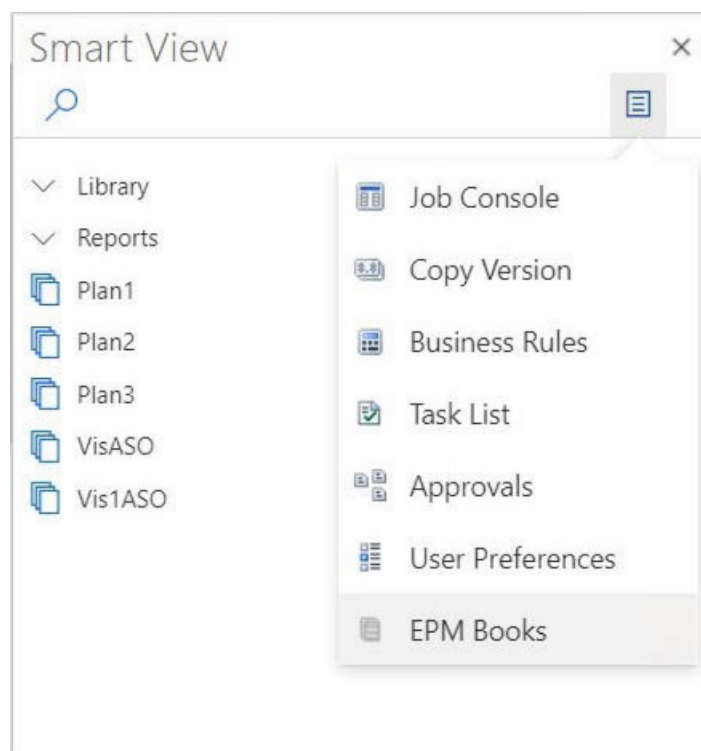 Smart View
Library
Reports
Plan1
Plan2
Plan3
VisASO
Vis1ASO
Job Console
Copy Version
Business Rules
Task List
Approvals
User Preferences
EPM Books